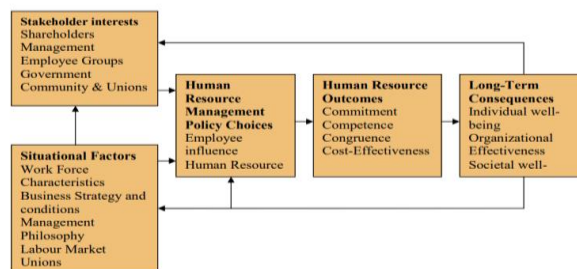 Stakeholder interests
Shareholders
Management
Employee Groups
Government
Community & Unions
Situational Factors
Work Force
Characteristics
Business Strategy and
conditions
Management
Philosophy
Labour Market
Unions
Human
Resource
Management
Policy Choices
Employee
influence
Human Resource
Human Resource
Outcomes
Commitment
Competence
Congruence
Cost-Effectiveness
Long-Term
Consequences
Individual well-
being
Organizational
Effectiveness
Societal well-